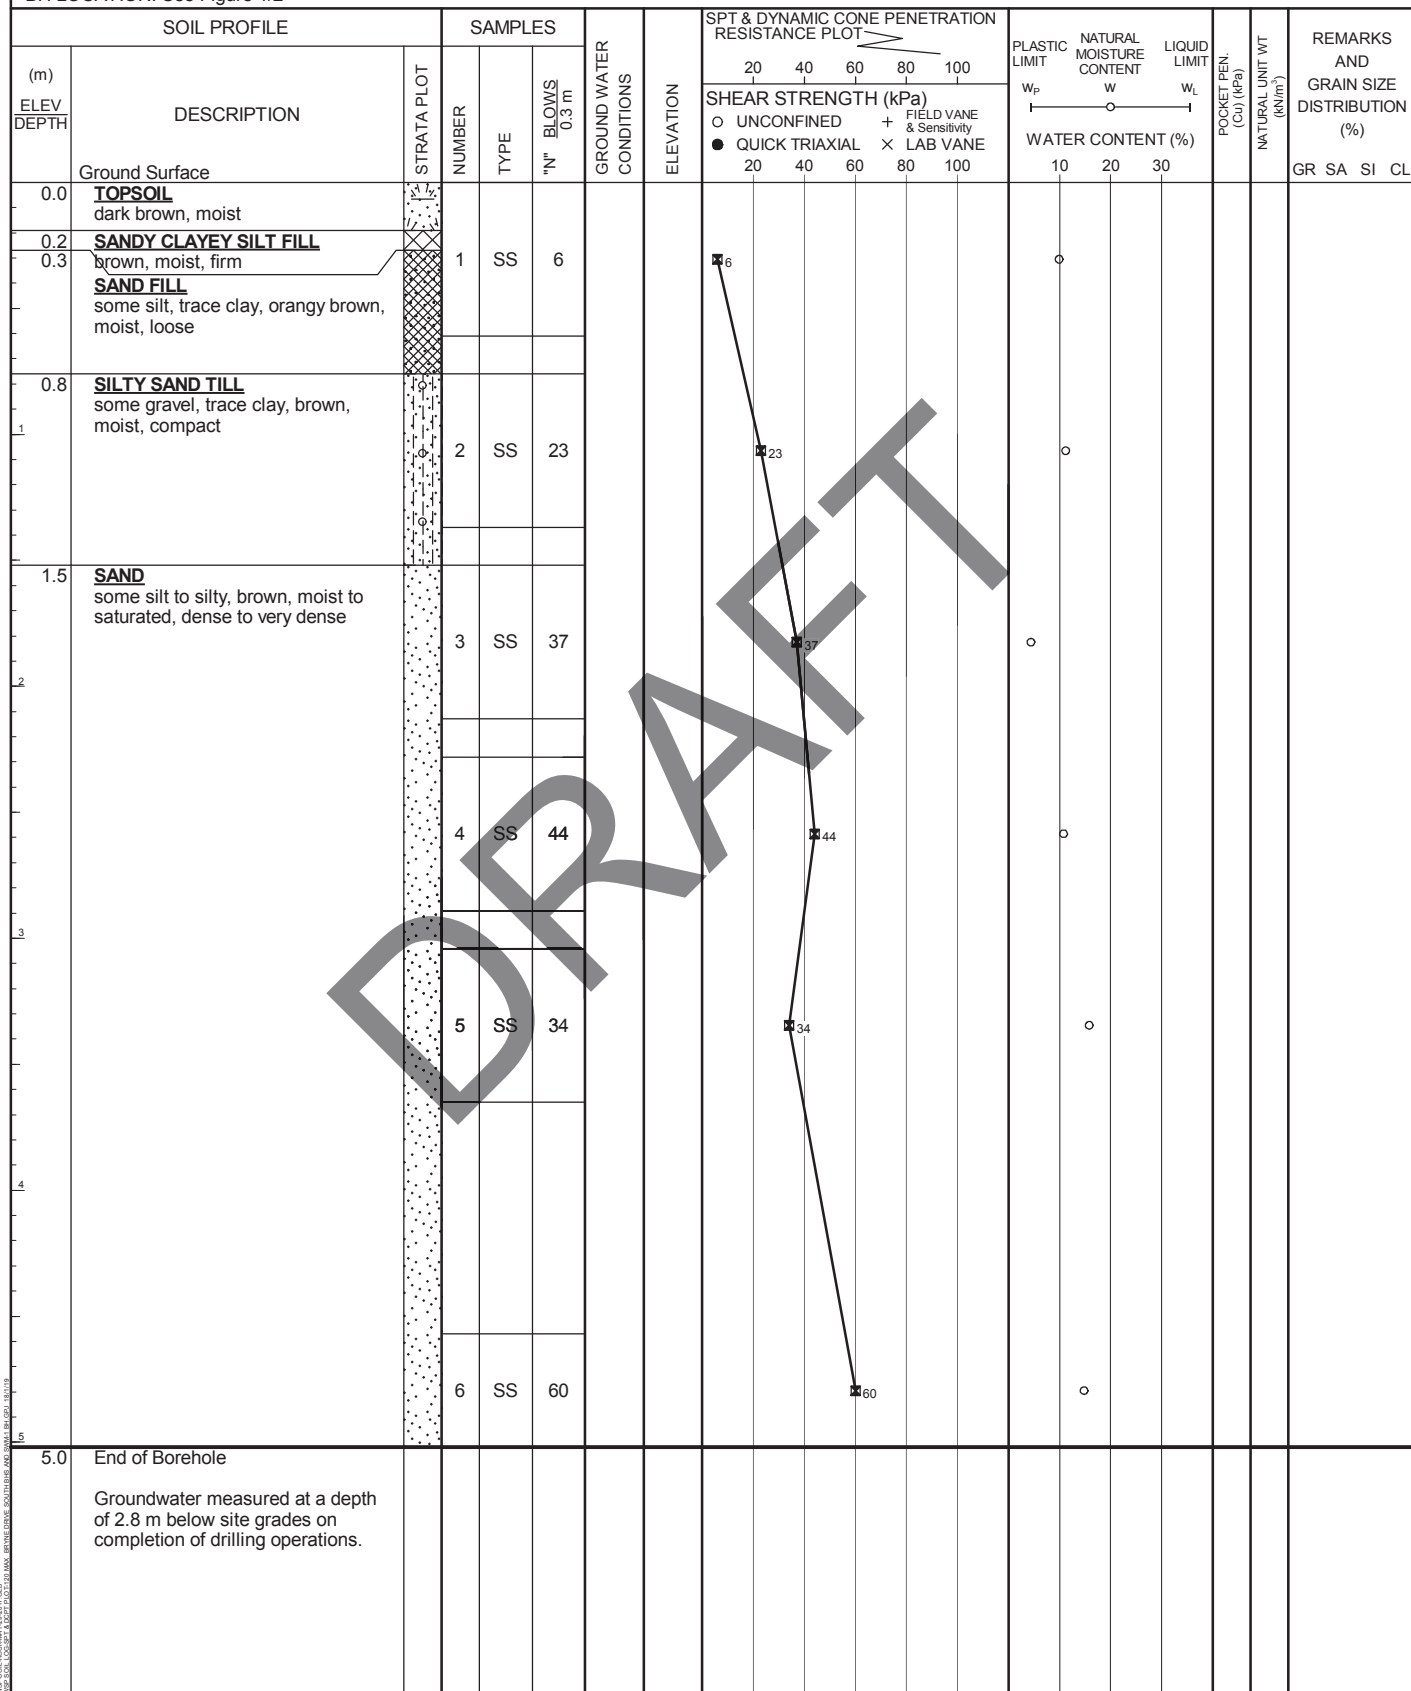 SOIL PROFILE
SAMPLES
GROUND WATER
CONDITIONS
ELEVATION
SPT & DYNAMIC CONE PENETRATION
RESISTANCE PLOT
20 40 60 80 100
SHEAR STRENGTH (kPa)
O UNCONFINED + FIELD VANE
& Sensitivity
● QUICK TRIAXIAL × LAB VANE
20 40 60 80 100
PLASTIC
LIMIT
NATURAL
MOISTURE
CONTENT
LIQUID
LIMIT
WP W WL
WATER CONTENT (%)
10 20 30
POCKET PEN.
(Cu) (kPa)
NATURAL UNIT WT
(kN/m³)
REMARKS
AND
GRAIN SIZE
DISTRIBUTION
(%)
GR SA SI CL
(m)
ELEV
DEPTH
DESCRIPTION
Ground Surface
STRATA PLOT
NUMBER
TYPE
"N" BLOWS
0.3 m
0.0 TOPSOIL
dark brown, moist
0.2 SANDY CLAYEY SILT FILL
0.3 brown, moist, firm
1 SS 6
6
SAND FILL
some silt, trace clay, orangy brown,
moist, loose
0.8 SILTY SAND TILL
some gravel, trace clay, brown,
moist, compact
1
2 SS 23
23
1.5 SAND
some silt to silty, brown, moist to
saturated, dense to very dense
3 SS 37
37
2
4 SS 44
44
3
5 SS 34
34
4
6 SS 60
60
5
5.0 End of Borehole
Groundwater measured at a depth
of 2.8 m below site grades on
completion of drilling operations.
DRAFT